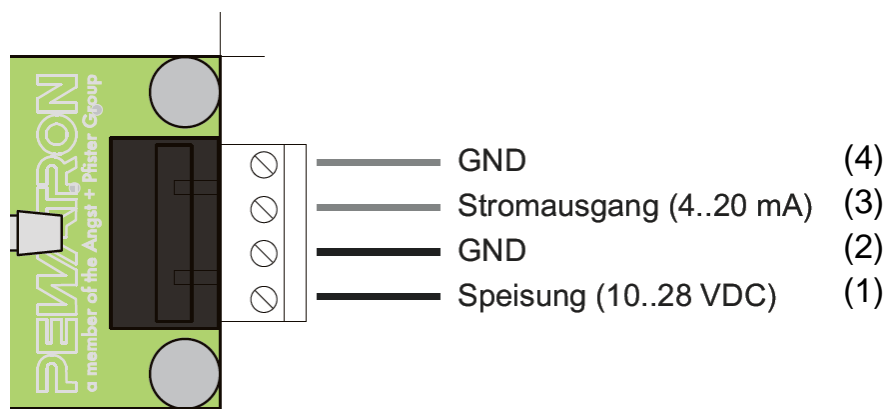 PEWATRON
a member of the Angst + Pfister Group
GND (4)
Stromausgang (4..20 mA) (3)
GND (2)
Speisung (10..28 VDC) (1)